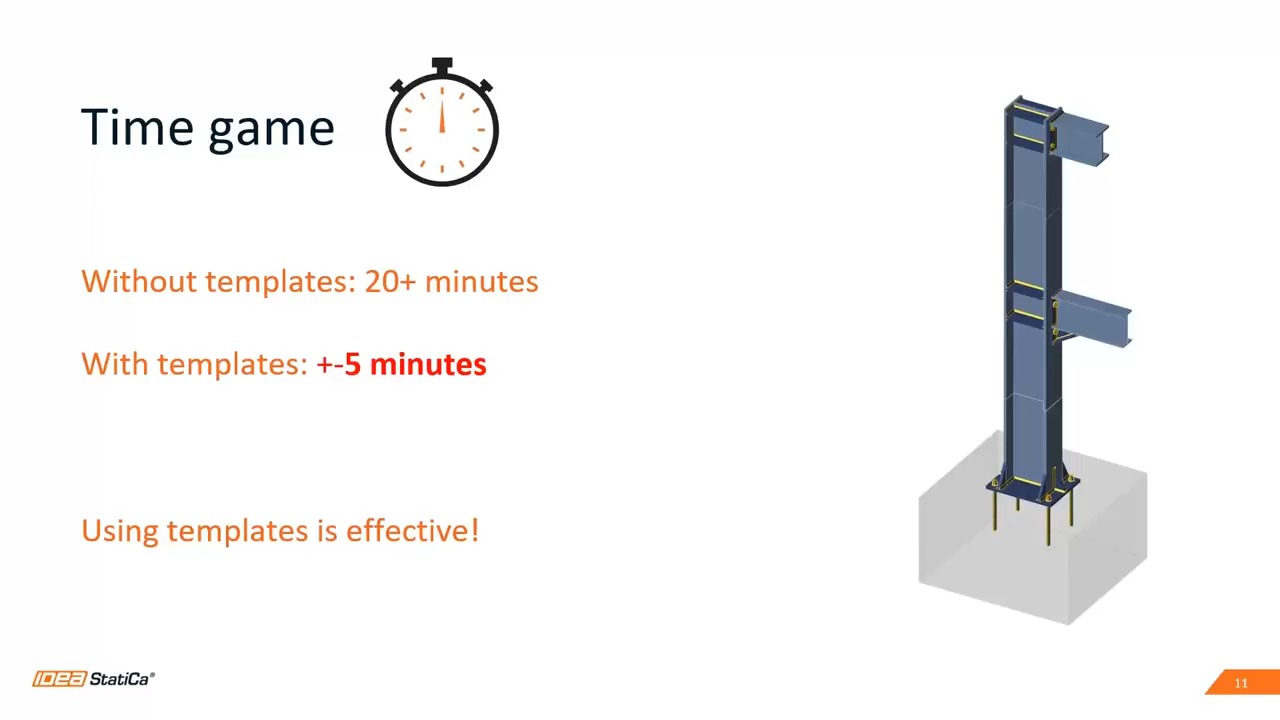 Time game
Without templates: 20+ minutes
With templates: +-5 minutes
Using templates is effective!
IDEA StatiCa®
11